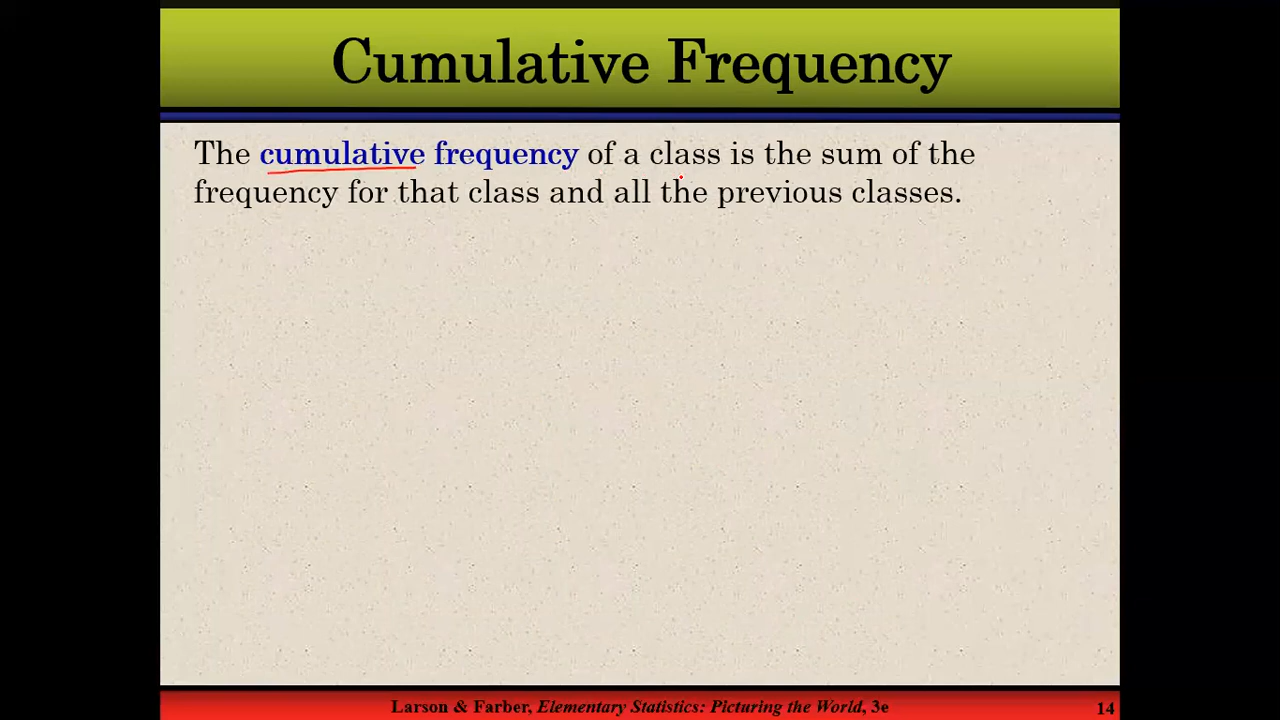 Cumulative Frequency
The cumulative frequency of a class is the sum of the
frequency for that class and all the previous classes.
Larson & Farber, Elementary Statistics: Picturing the World, 3e 14